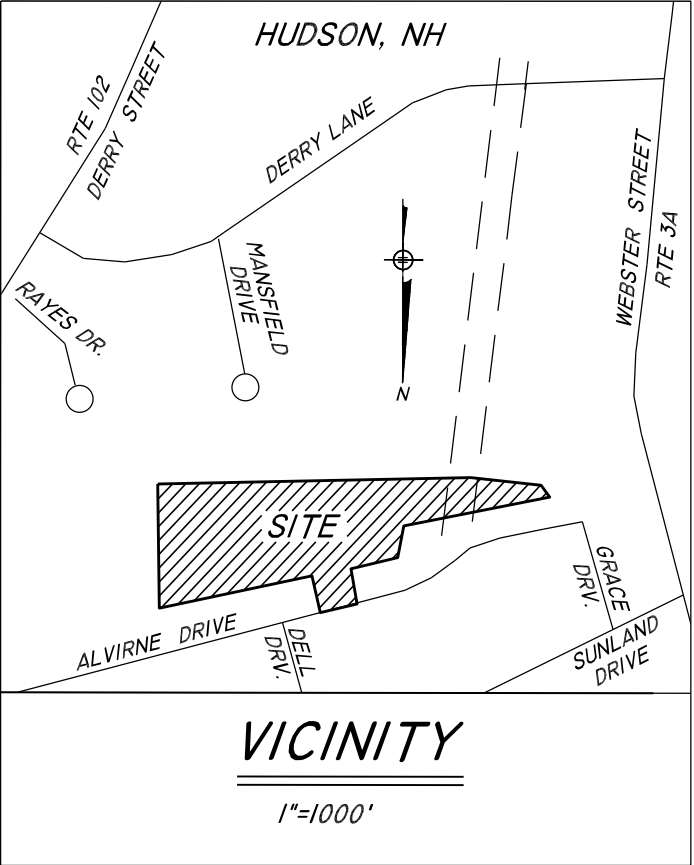 HUDSON, NH
RTE 102
DERRY STREET
DERRY LANE
WEBSTER STREET
RTE 3A
MANSFIELD
DRIVE
RAYES DR.
N
SITE
GRACE
DRV.
ALVIRNE DRIVE
DELL
DRV.
SUNLAND
DRIVE
VICINITY
1"=1000'